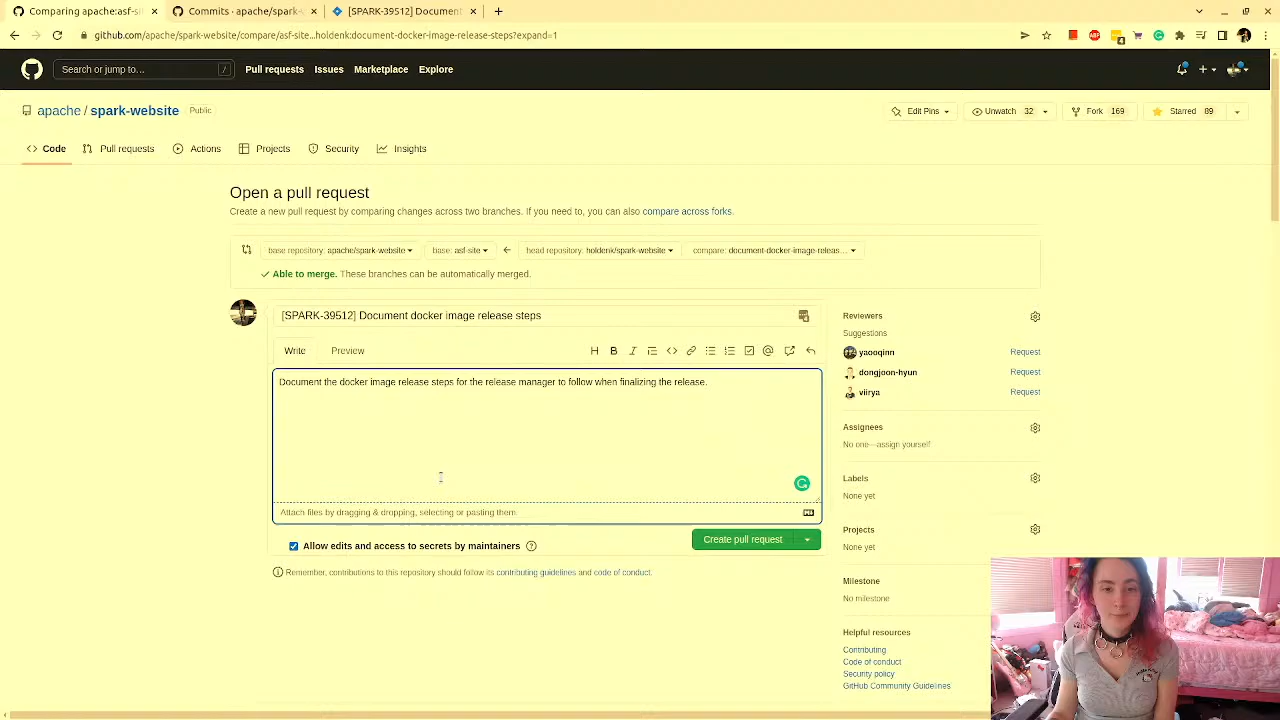 Comparing apache:asf-si
Commits · apache/spark-w
[SPARK-39512] Document
github.com/apache/spark-website/compare/asf-site...holdenk:document-docker-image-release-steps?expand=1
Search or jump to…
/
Pull requests
Issues
Marketplace
Explore
apache / spark-website
Public
Edit Pins
Unwatch 32
Fork 169
Starred 89
Code
Pull requests
Actions
Projects
Security
Insights
Open a pull request
Create a new pull request by comparing changes across two branches. If you need to, you can also compare across forks.
base repository: apache/spark-website
base: asf-site
head repository: holdenk/spark-website
compare: document-docker-image-releas…
Able to merge. These branches can be automatically merged.
[SPARK-39512] Document docker image release steps
Write
Preview
Document the docker image release steps for the release manager to follow when finalizing the release.
Attach files by dragging & dropping, selecting or pasting them.
Allow edits and access to secrets by maintainers
Create pull request
Remember, contributions to this repository should follow its contributing guidelines and code of conduct.
Reviewers
Suggestions
yaooqinn
Request
dongjoon-hyun
Request
viirya
Request
Assignees
No one—assign yourself
Labels
None yet
Projects
None yet
Milestone
No milestone
Helpful resources
Contributing
Code of conduct
Security policy
GitHub Community Guidelines